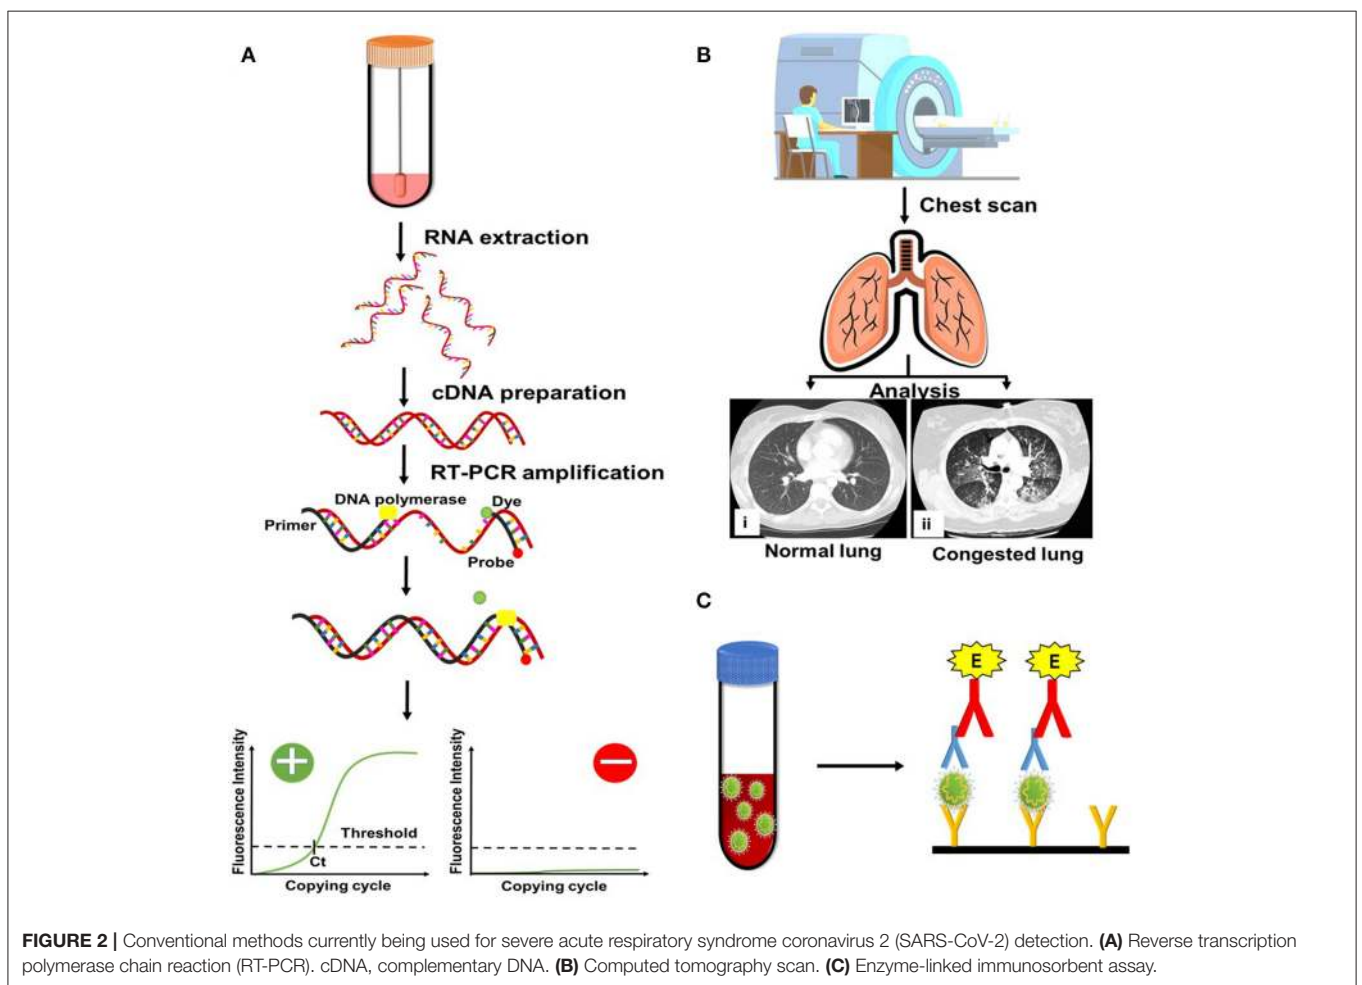 A
RNA extraction
cDNA preparation
RT-PCR amplification
DNA polymerase
Dye
Primer
Probe
Fluorescence Intensity
Threshold
Ct
Copying cycle
Fluorescence Intensity
Copying cycle
B
Chest scan
Analysis
i
ii
Normal lung
Congested lung
C
E
E
FIGURE 2 | Conventional methods currently being used for severe acute respiratory syndrome coronavirus 2 (SARS-CoV-2) detection. (A) Reverse transcription
polymerase chain reaction (RT-PCR). cDNA, complementary DNA. (B) Computed tomography scan. (C) Enzyme-linked immunosorbent assay.